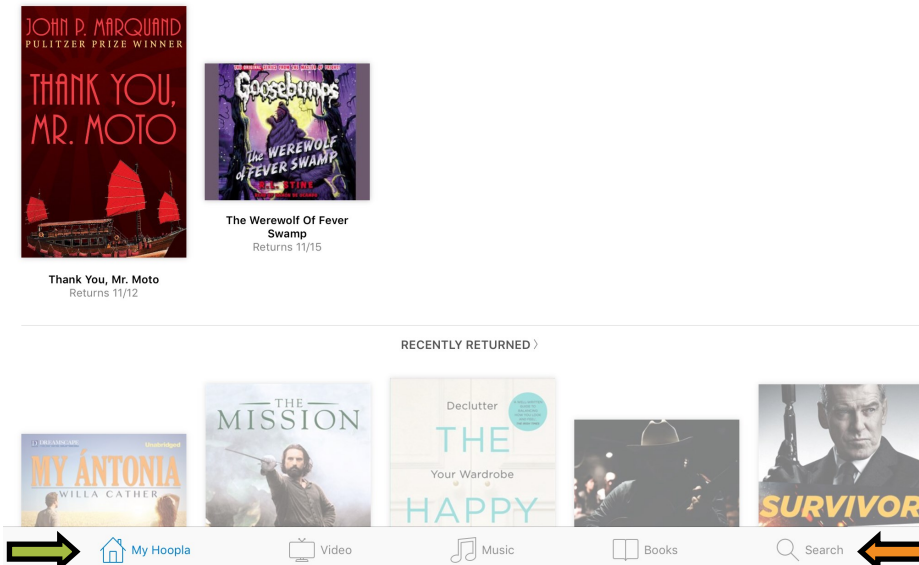 JOHN P. MARQUAND
PULITZER PRIZE WINNER
THANK YOU,
MR. MOTO
Thank You, Mr. Moto
Returns 11/12
Goosebumps
The WEREWOLF
of FEVER SWAMP
R.L. STINE
The Werewolf Of Fever
Swamp
Returns 11/15
RECENTLY RETURNED 〉
DREAMSCAPE
Unabridged
MY ÁNTONIA
WILLA CATHER
THE
MISSION
Declutter
THE
Your Wardrobe
HAPPY
SURVIVOR
My Hoopla
Video
Music
Books
Search